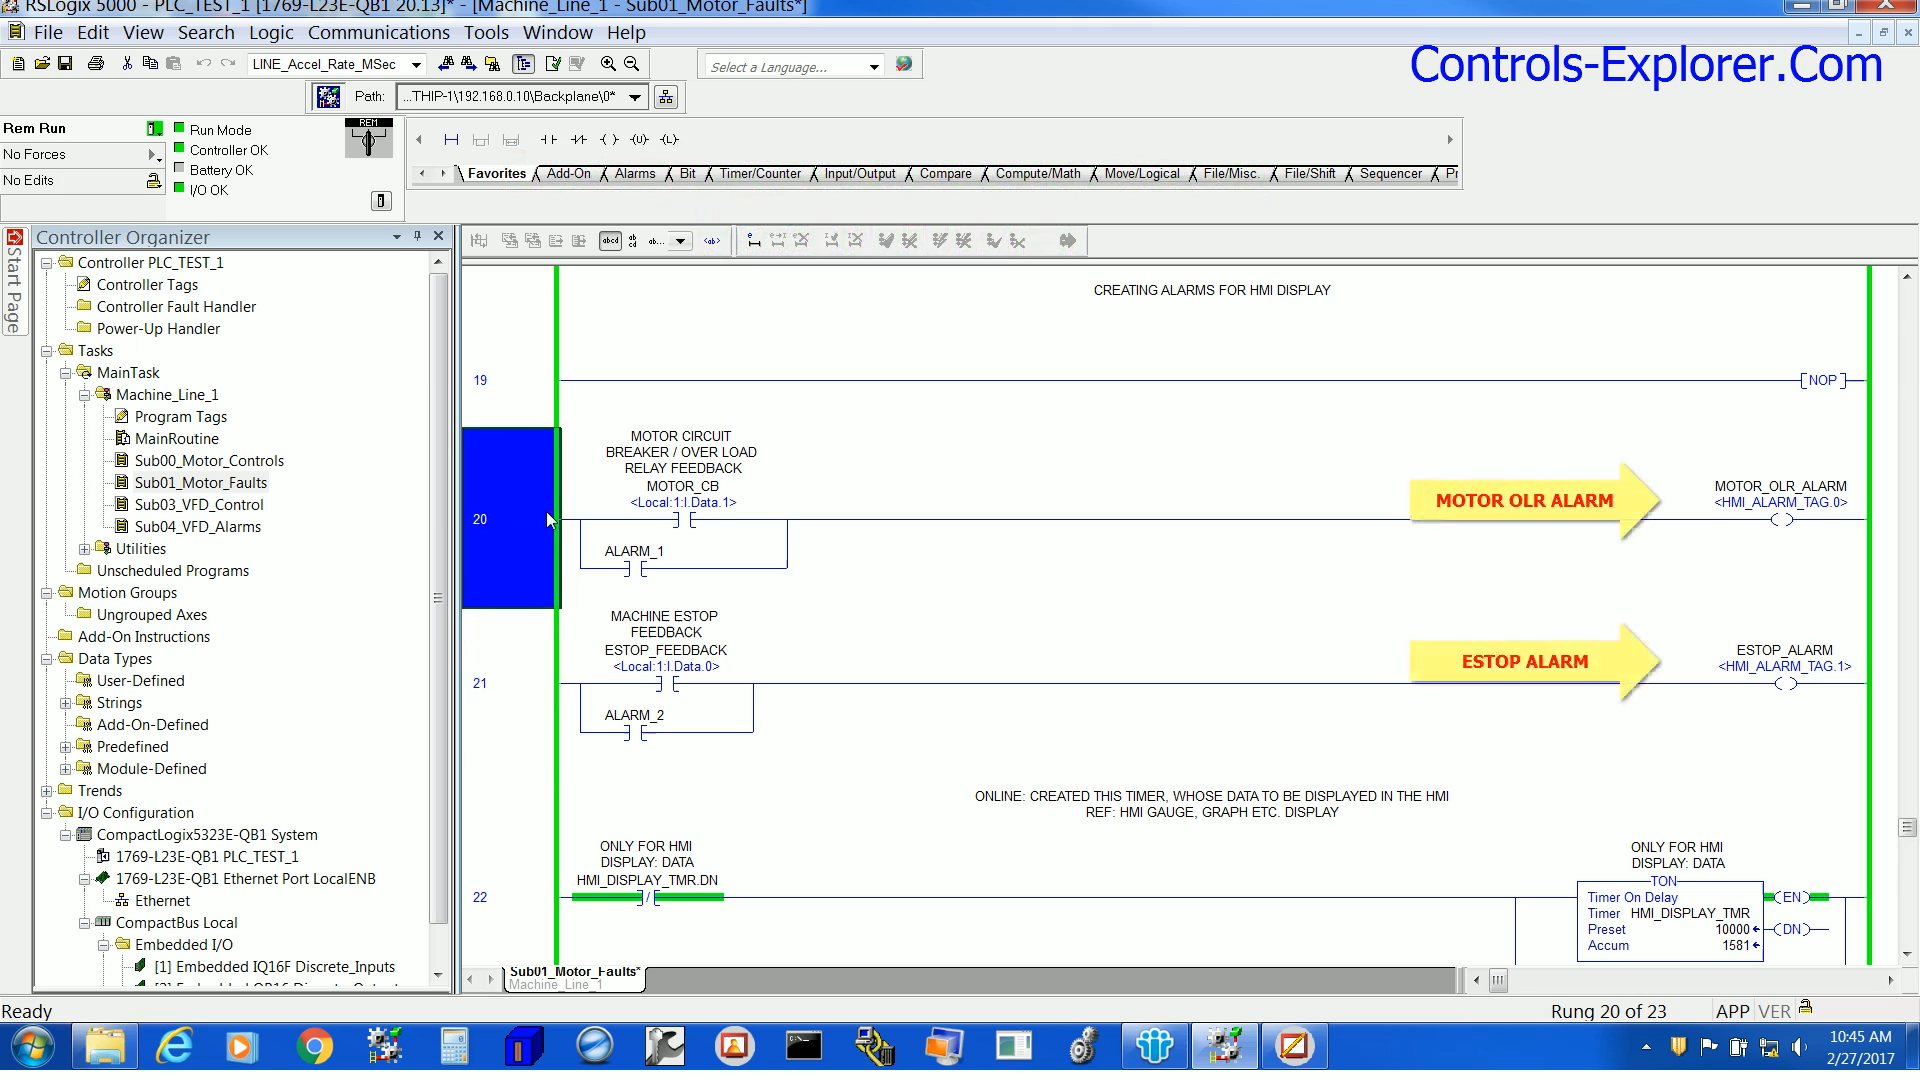 RSLogix 5000 - PLC_TEST_1 [1769-L23E-QB1 20.13]* - [Machine_Line_1 - Sub01_Motor_Faults*]
File Edit View Search Logic Communications Tools Window Help
Controls-Explorer.Com
LINE_Accel_Rate_MSec
Select a Language...
Path: ...THIP-1\192.168.0.10\Backplane\0*
Rem Run
No Forces
No Edits
Run Mode
Controller OK
Battery OK
I/O OK
REM
Favorites Add-On Alarms Bit Timer/Counter Input/Output Compare Compute/Math Move/Logical File/Misc. File/Shift Sequencer
Start Page
Controller Organizer
Controller PLC_TEST_1
Controller Tags
Controller Fault Handler
Power-Up Handler
Tasks
MainTask
Machine_Line_1
Program Tags
MainRoutine
Sub00_Motor_Controls
Sub01_Motor_Faults
Sub03_VFD_Control
Sub04_VFD_Alarms
Utilities
Unscheduled Programs
Motion Groups
Ungrouped Axes
Add-On Instructions
Data Types
User-Defined
Strings
Add-On-Defined
Predefined
Module-Defined
Trends
I/O Configuration
CompactLogix5323E-QB1 System
1769-L23E-QB1 PLC_TEST_1
1769-L23E-QB1 Ethernet Port LocalENB
Ethernet
CompactBus Local
Embedded I/O
[1] Embedded IQ16F Discrete_Inputs
CREATING ALARMS FOR HMI DISPLAY
19
NOP
MOTOR CIRCUIT
BREAKER / OVER LOAD
RELAY FEEDBACK
MOTOR_CB
<Local:1:I.Data.1>
20
ALARM_1
MOTOR OLR ALARM
MOTOR_OLR_ALARM
<HMI_ALARM_TAG.0>
MACHINE ESTOP
FEEDBACK
ESTOP_FEEDBACK
<Local:1:I.Data.0>
21
ALARM_2
ESTOP ALARM
ESTOP_ALARM
<HMI_ALARM_TAG.1>
ONLINE: CREATED THIS TIMER, WHOSE DATA TO BE DISPLAYED IN THE HMI
REF: HMI GAUGE, GRAPH ETC. DISPLAY
ONLY FOR HMI
DISPLAY: DATA
HMI_DISPLAY_TMR.DN
22
ONLY FOR HMI
DISPLAY: DATA
TON
Timer On Delay
Timer HMI_DISPLAY_TMR
Preset 10000
Accum 1581
EN
DN
Sub01_Motor_Faults*
Machine_Line_1
Ready
Rung 20 of 23
APP VER
10:45 AM
2/27/2017